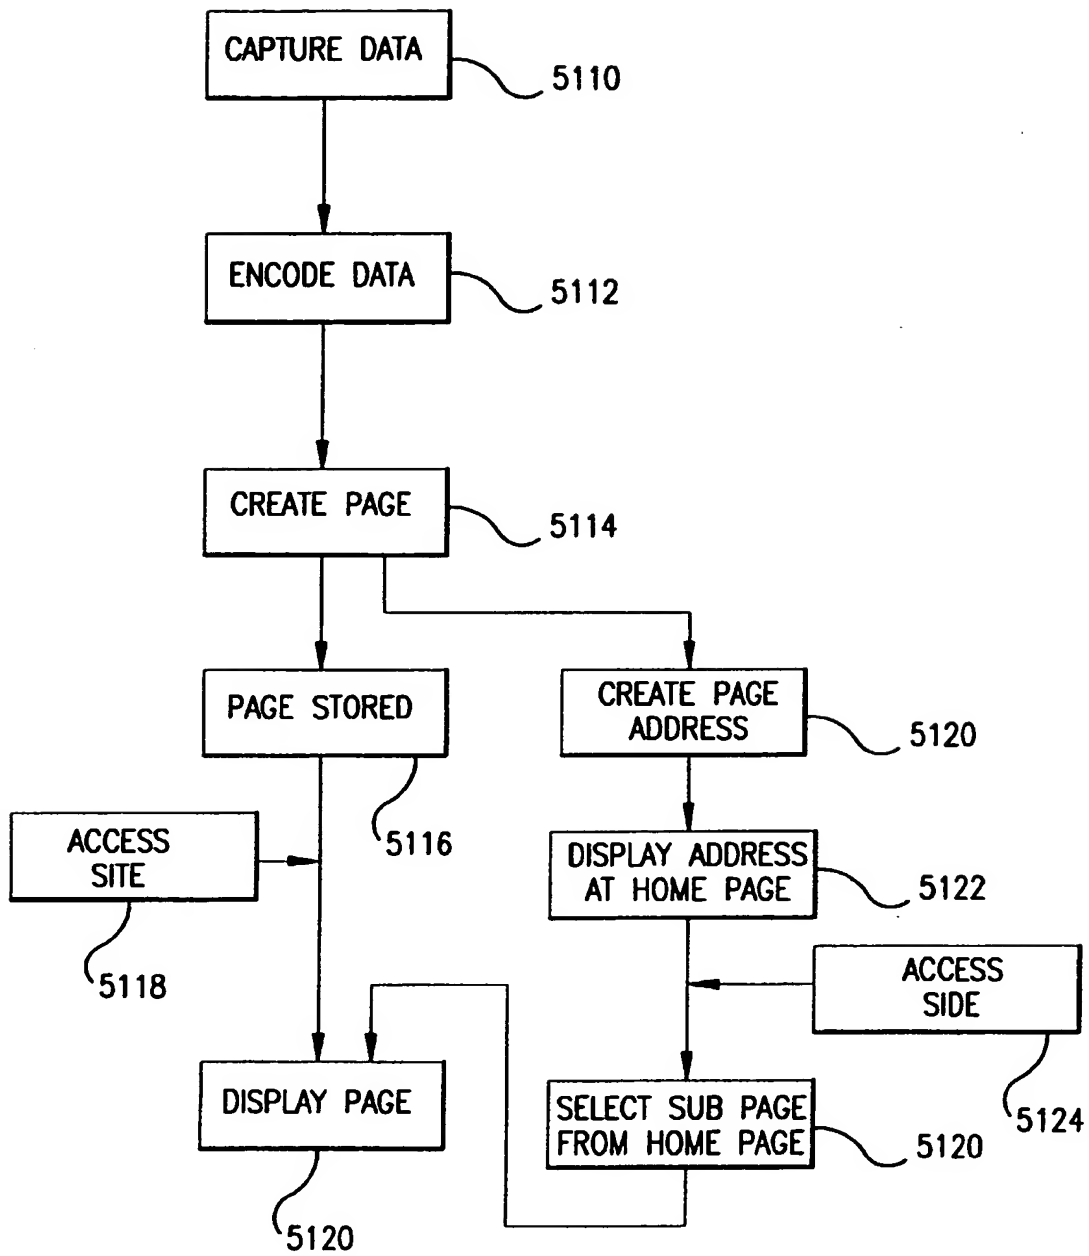 CAPTURE DATA
5110
ENCODE DATA
5112
CREATE PAGE
5114
PAGE STORED
5116
CREATE PAGE
ADDRESS
5120
ACCESS
SITE
5118
DISPLAY ADDRESS
AT HOME PAGE
5122
ACCESS
SIDE
5124
DISPLAY PAGE
5120
SELECT SUB PAGE
FROM HOME PAGE
5120